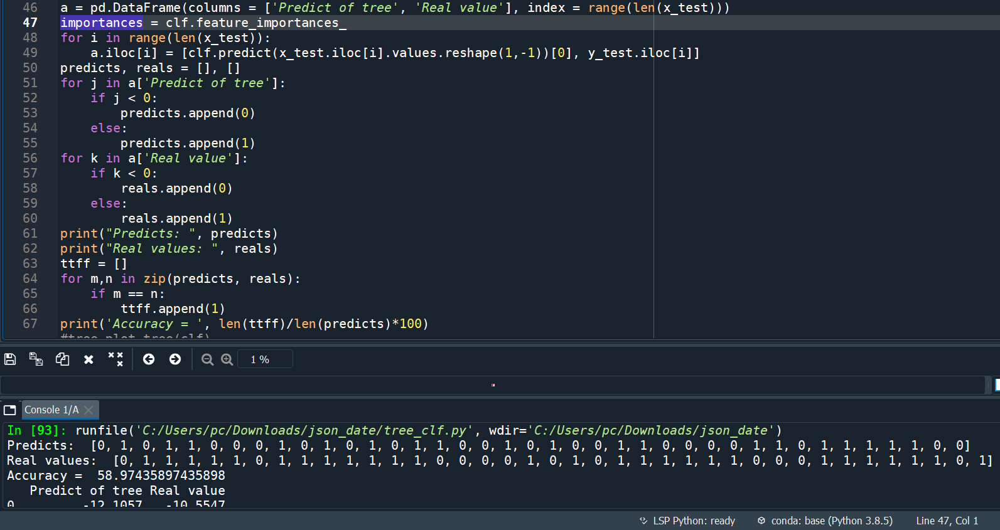 46 a = pd.DataFrame(columns = ['Predict of tree', 'Real value'], index = range(len(x_test)))
47 importances = clf.feature_importances_
48 for i in range(len(x_test)):
49     a.iloc[i] = [clf.predict(x_test.iloc[i].values.reshape(1,-1))[0], y_test.iloc[i]]
50 predicts, reals = [], []
51 for j in a['Predict of tree']:
52     if j < 0:
53         predicts.append(0)
54     else:
55         predicts.append(1)
56 for k in a['Real value']:
57     if k < 0:
58         reals.append(0)
59     else:
60         reals.append(1)
61 print("Predicts: ", predicts)
62 print("Real values: ", reals)
63 ttff = []
64 for m,n in zip(predicts, reals):
65     if m == n:
66         ttff.append(1)
67 print('Accuracy = ', len(ttff)/len(predicts)*100)
#tree.plot_tree(clf)
1 %
Console 1/A
In [93]: runfile('C:/Users/pc/Downloads/json_date/tree_clf.py', wdir='C:/Users/pc/Downloads/json_date')
Predicts:  [0, 1, 0, 1, 1, 0, 0, 0, 1, 0, 1, 0, 1, 0, 1, 1, 0, 0, 1, 0, 1, 0, 0, 1, 1, 0, 0, 0, 0, 1, 1, 0, 1, 1, 1, 1, 1, 0, 0]
Real values:  [0, 1, 1, 1, 1, 1, 0, 1, 1, 1, 1, 1, 1, 1, 0, 0, 0, 0, 1, 0, 1, 0, 1, 1, 1, 1, 1, 1, 0, 0, 0, 1, 1, 1, 1, 1, 1, 0, 1]
Accuracy =  58.97435897435898
Predict of tree Real value
0 -12.1057 -10.5547
LSP Python: ready conda: base (Python 3.8.5) Line 47, Col 1